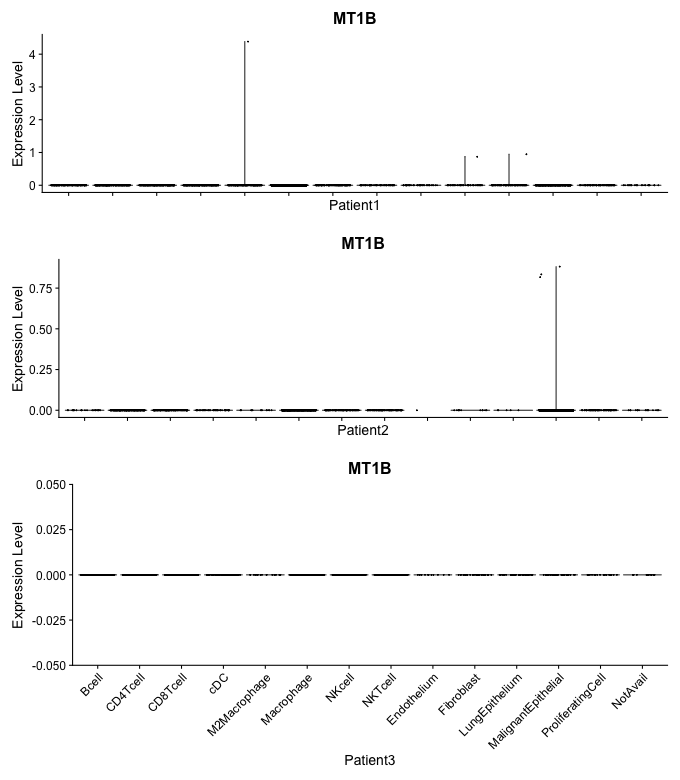 MT1B
Expression Level
4
3
2
1
0
Patient1
MT1B
Expression Level
0.75
0.50
0.25
0.00
Patient2
MT1B
Expression Level
0.050
0.025
0.000
-0.025
-0.050
Bcell
CD4Tcell
CD8Tcell
cDC
M2Macrophage
Macrophage
NKcell
NKTcell
Endothelium
Fibroblast
LungEpithelium
MalignantEpithelial
ProliferatingCell
NotAvail
Patient3